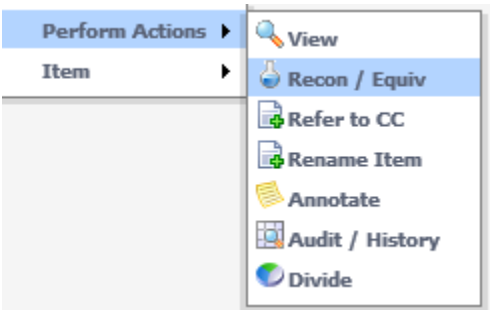 Perform Actions
Item
View
Recon / Equiv
Refer to CC
Rename Item
Annotate
Audit / History
Divide